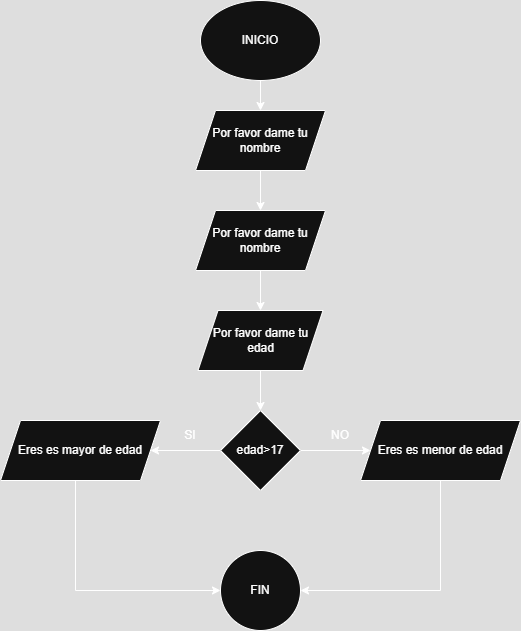 INICIO
Por favor dame tu
nombre
Por favor dame tu
nombre
Por favor dame tu
edad
SI
NO
Eres es mayor de edad
edad>17
Eres es menor de edad
FIN